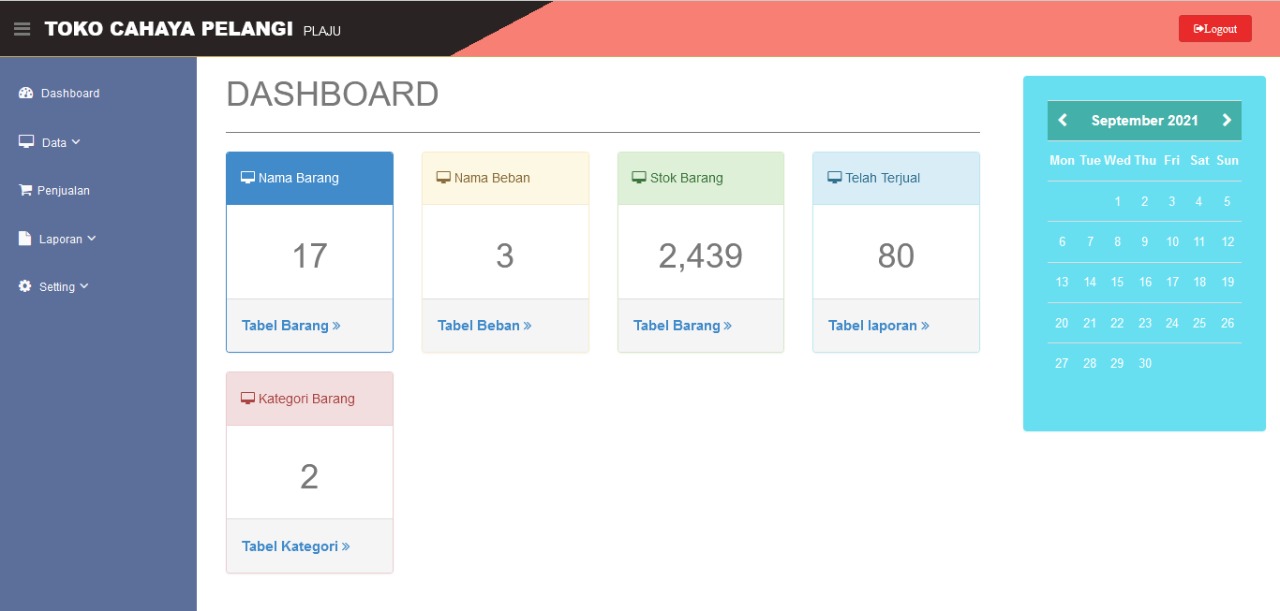 TOKO CAHAYA PELANGI PLAJU
Logout
Dashboard
Data
Penjualan
Laporan
Setting
DASHBOARD
Nama Barang
17
Tabel Barang »
Nama Beban
3
Tabel Beban »
Stok Barang
2,439
Tabel Barang »
Telah Terjual
80
Tabel laporan »
Kategori Barang
2
Tabel Kategori »
September 2021
Mon Tue Wed Thu Fri Sat Sun
1 2 3 4 5
6 7 8 9 10 11 12
13 14 15 16 17 18 19
20 21 22 23 24 25 26
27 28 29 30